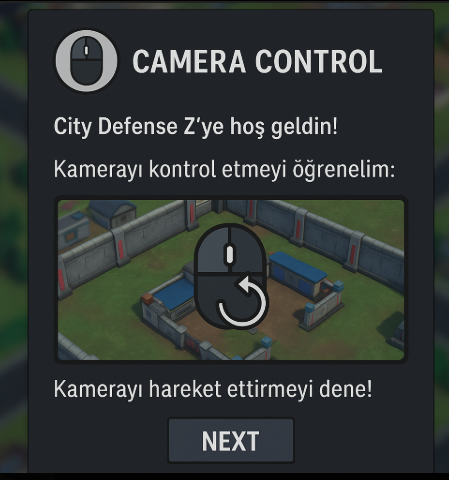 CAMERA CONTROL
City Defense Z'ye hoş geldin!
Kamerayı kontrol etmeyi öğrenelim:
Kamerayı hareket ettirmeyi dene!
NEXT